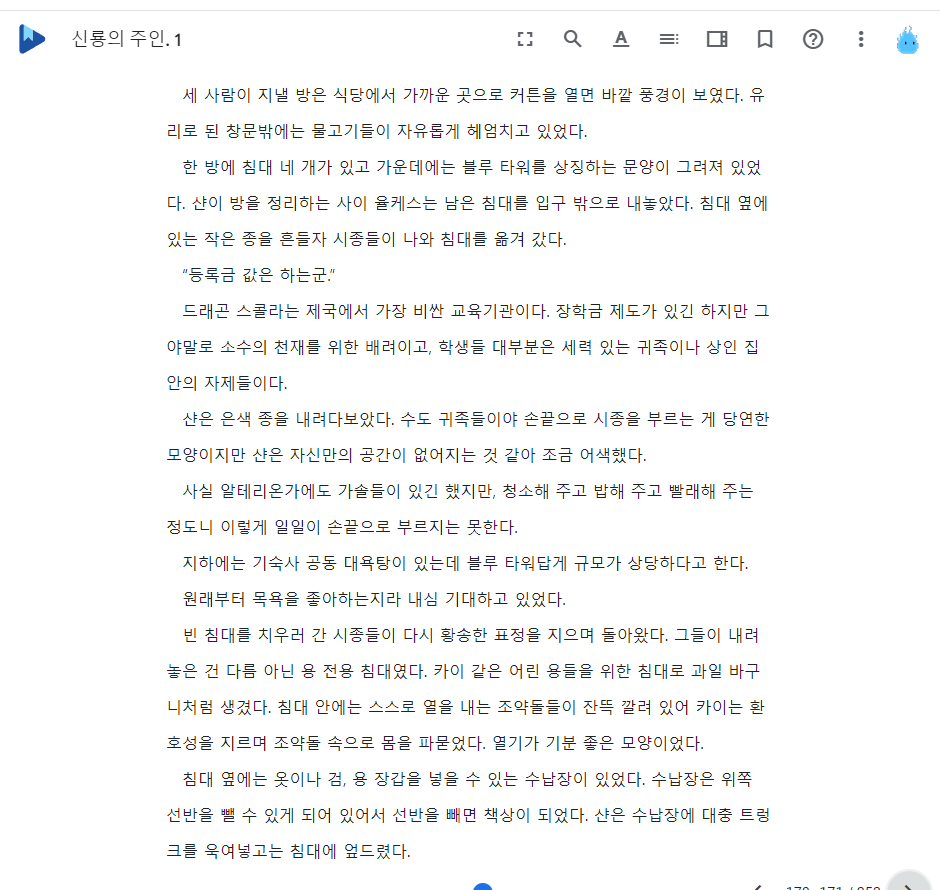 신룡의 주인. 1
세 사람이 지낼 방은 식당에서 가까운 곳으로 커튼을 열면 바깥 풍경이 보였다. 유
리로 된 창문밖에는 물고기들이 자유롭게 헤엄치고 있었다.
한 방에 침대 네 개가 있고 가운데에는 블루 타워를 상징하는 문양이 그려져 있었
다. 샨이 방을 정리하는 사이 율케스는 남은 침대를 입구 밖으로 내놓았다. 침대 옆에
있는 작은 종을 흔들자 시종들이 나와 침대를 옮겨 갔다.
“등록금 값은 하는군.”
드래곤 스콜라는 제국에서 가장 비싼 교육기관이다. 장학금 제도가 있긴 하지만 그
야말로 소수의 천재를 위한 배려이고, 학생들 대부분은 세력 있는 귀족이나 상인 집
안의 자제들이다.
샨은 은색 종을 내려다보았다. 수도 귀족들이야 손끝으로 시종을 부르는 게 당연한
모양이지만 샨은 자신만의 공간이 없어지는 것 같아 조금 어색했다.
사실 알테리온가에도 가솔들이 있긴 했지만, 청소해 주고 밥해 주고 빨래해 주는
정도니 이렇게 일일이 손끝으로 부르지는 못한다.
지하에는 기숙사 공동 대욕탕이 있는데 블루 타워답게 규모가 상당하다고 한다.
원래부터 목욕을 좋아하는지라 내심 기대하고 있었다.
빈 침대를 치우러 간 시종들이 다시 황송한 표정을 지으며 돌아왔다. 그들이 내려
놓은 건 다름 아닌 용 전용 침대였다. 카이 같은 어린 용들을 위한 침대로 과일 바구
니처럼 생겼다. 침대 안에는 스스로 열을 내는 조약돌들이 잔뜩 깔려 있어 카이는 환
호성을 지르며 조약돌 속으로 몸을 파묻었다. 열기가 기분 좋은 모양이었다.
침대 옆에는 옷이나 검, 용 장갑을 넣을 수 있는 수납장이 있었다. 수납장은 위쪽
선반을 뺄 수 있게 되어 있어서 선반을 빼면 책상이 되었다. 샨은 수납장에 대충 트렁
크를 욱여넣고는 침대에 엎드렸다.